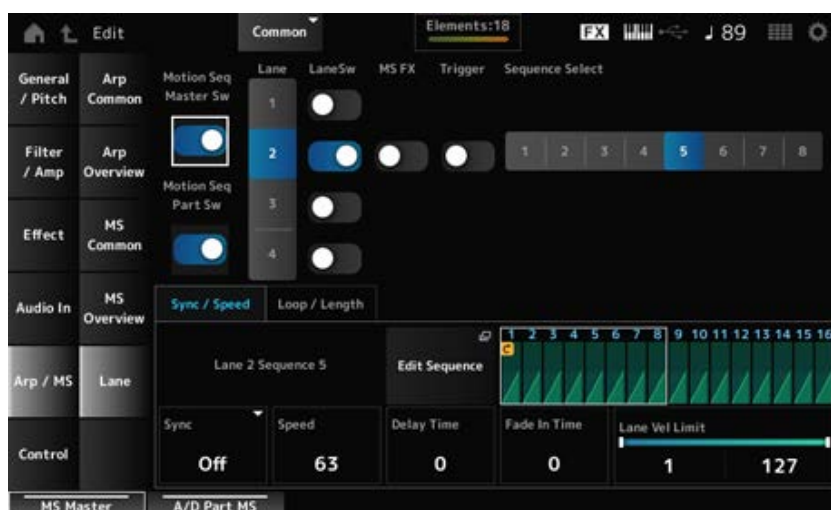 Edit
Common
Elements:18
FX
♩ 89
General / Pitch
Filter / Amp
Effect
Audio In
Arp / MS
Control
Arp Common
Arp Overview
MS Common
MS Overview
Lane
Motion Seq Master Sw
Motion Seq Part Sw
Lane LaneSw MS FX Trigger Sequence Select
1
2
3
4
1 2 3 4 5 6 7 8
Sync / Speed
Loop / Length
Lane 2 Sequence 5
Edit Sequence
1 2 3 4 5 6 7 8 9 10 11 12 13 14 15 16
C
Sync
Off
Speed
63
Delay Time
0
Fade In Time
0
Lane Vel Limit
1 127
MS Master
A/D Part MS